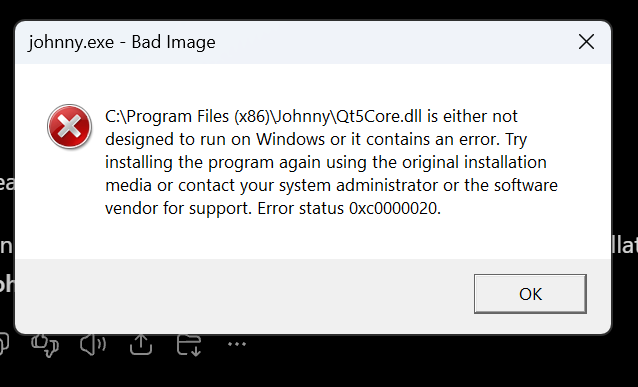 johnny.exe - Bad Image
C:\Program Files (x86)\Johnny\Qt5Core.dll is either not
designed to run on Windows or it contains an error. Try
installing the program again using the original installation
media or contact your system administrator or the software
vendor for support. Error status 0xc0000020.
OK